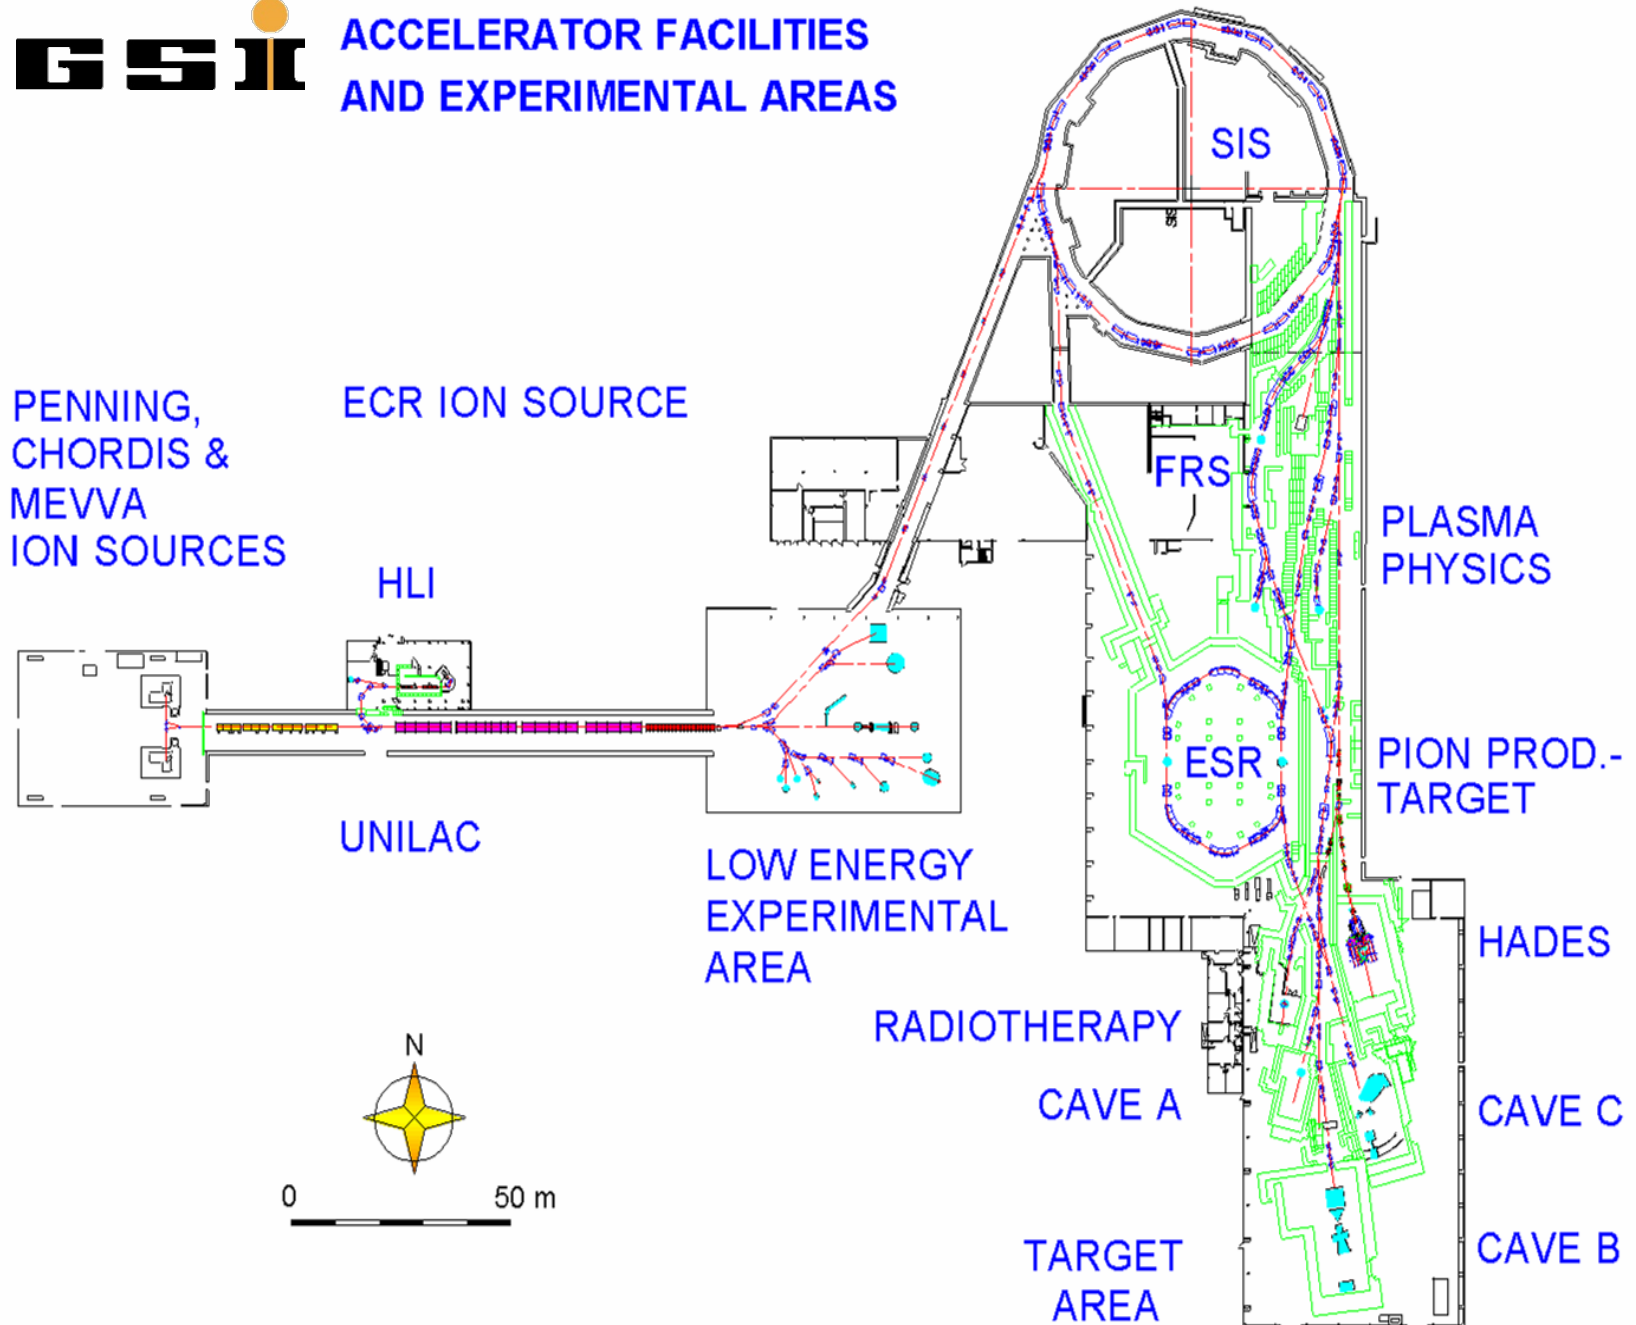 GSI
ACCELERATOR FACILITIES
AND EXPERIMENTAL AREAS
SIS
SIS
PENNING,
CHORDIS &
MEVVA
ION SOURCES
ECR ION SOURCE
HLI
FRS
PLASMA
PHYSICS
ESR
PION PROD.-
TARGET
UNILAC
LOW ENERGY
EXPERIMENTAL
AREA
HADES
RADIOTHERAPY
CAVE A
CAVE C
N
0 50 m
TARGET
AREA
CAVE B